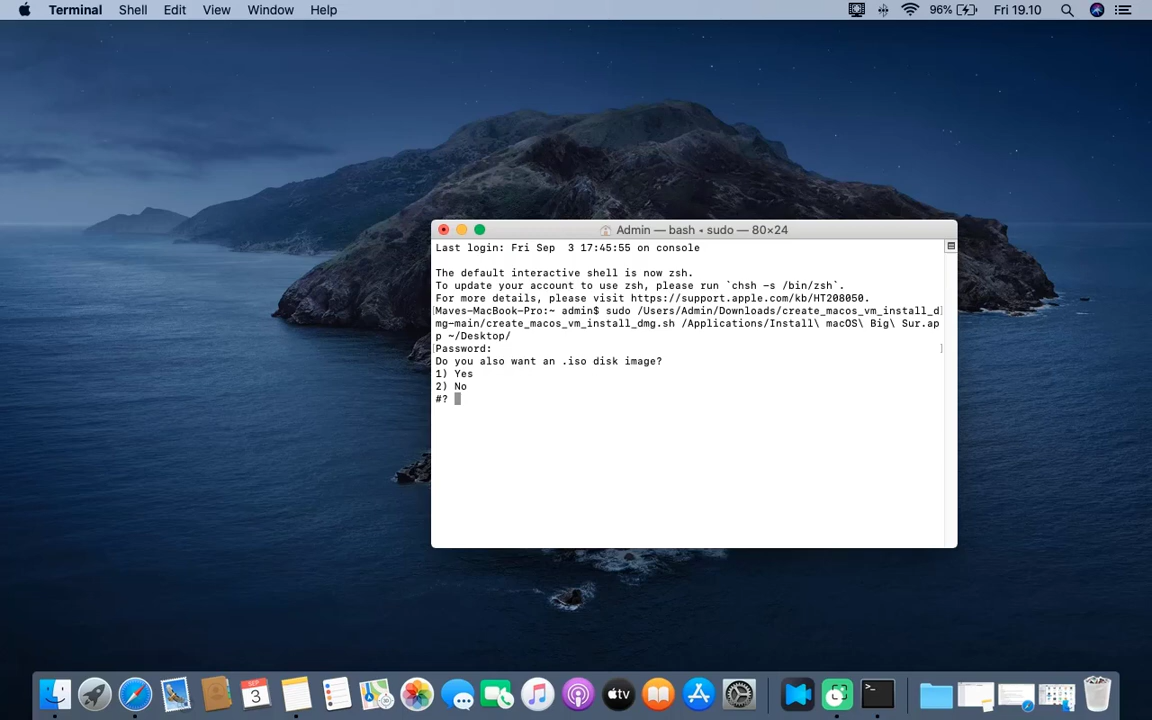 Terminal Shell Edit View Window Help 96% Fri 19.10
Admin — bash ◂ sudo — 80×24
Last login: Fri Sep  3 17:45:55 on console
The default interactive shell is now zsh.
To update your account to use zsh, please run `chsh -s /bin/zsh`.
For more details, please visit https://support.apple.com/kb/HT208050.
[Maves-MacBook-Pro:~ admin$ sudo /Users/Admin/Downloads/create_macos_vm_install_d]
mg-main/create_macos_vm_install_dmg.sh /Applications/Install\ macOS\ Big\ Sur.ap
p ~/Desktop/
[Password: ]
Do you also want an .iso disk image?
1) Yes
2) No
#?
SEP
3
tv